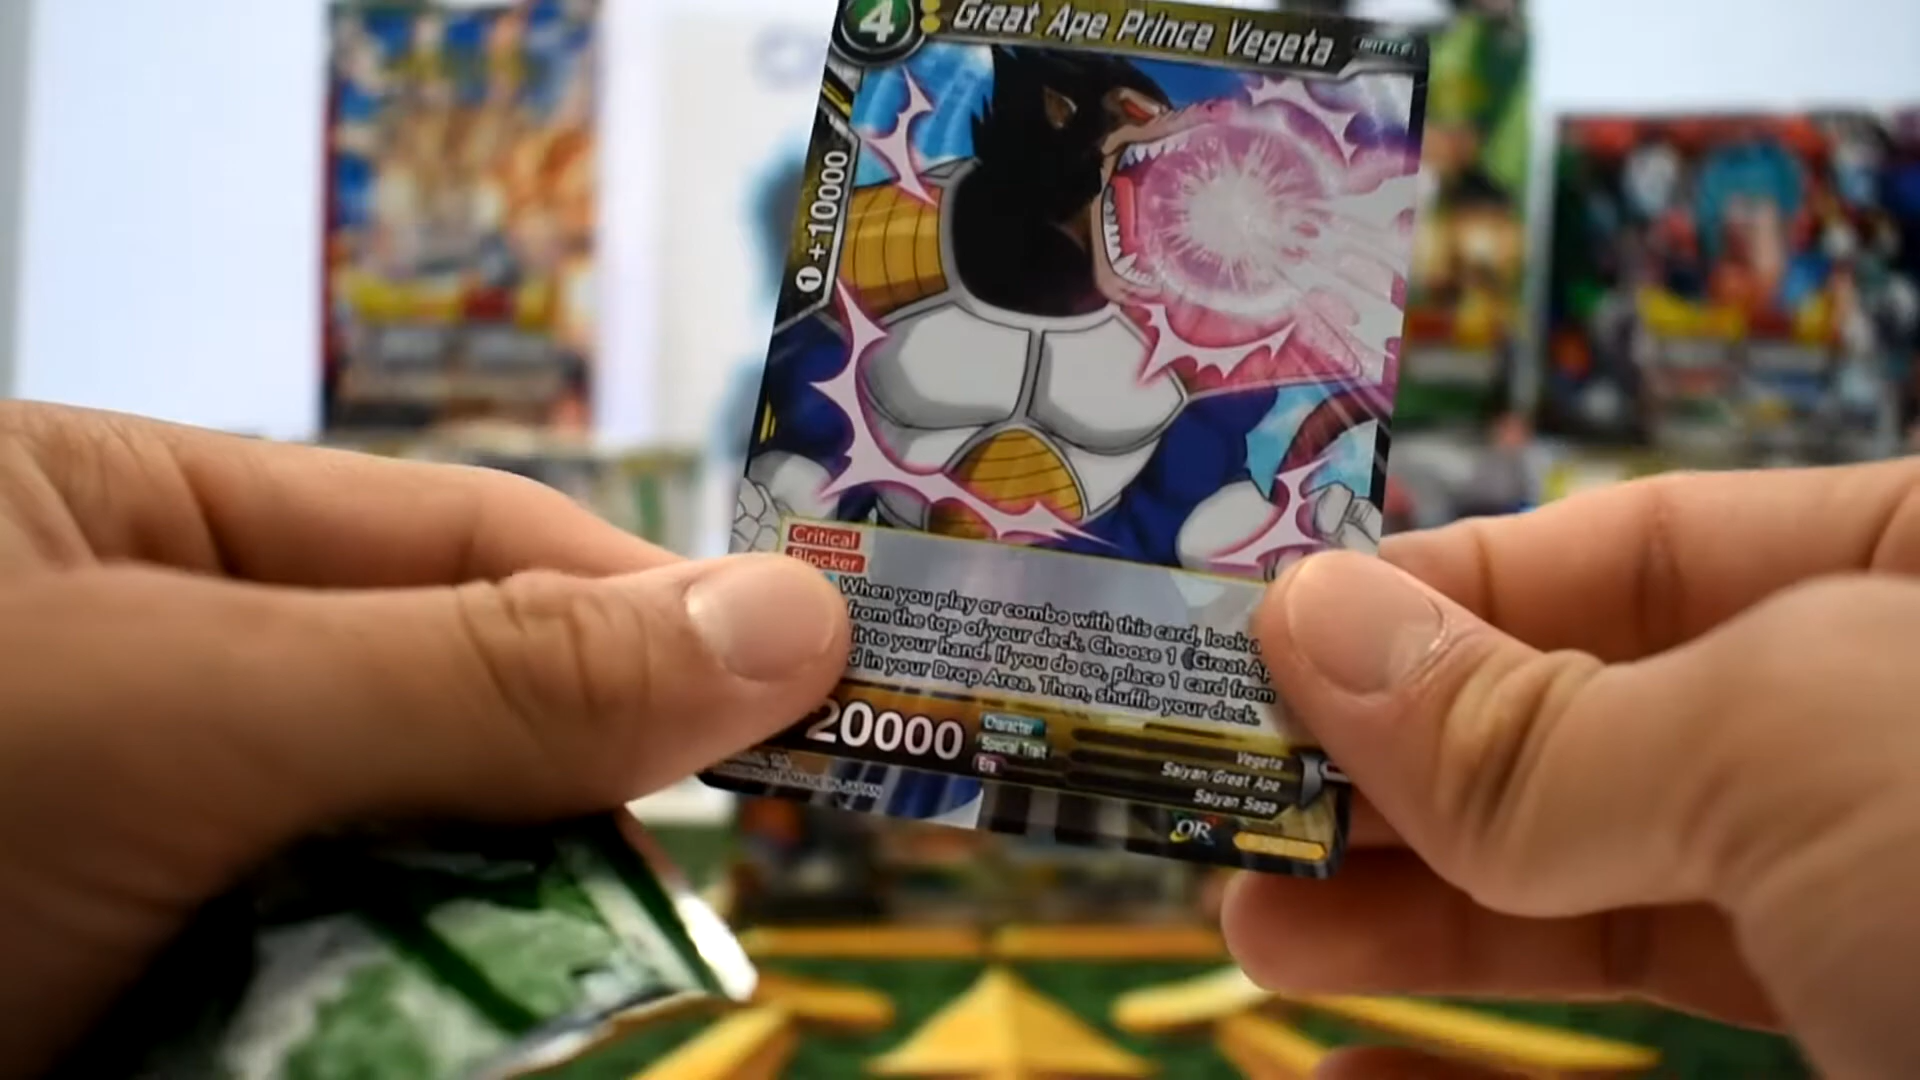 4
Great Ape Prince Vegeta
BATTLE
1 +10000
Critical
Blocker
When you play or combo with this card, look
from the top of your deck. Choose 1 《Great Ap
it to your hand. If you do so, place 1 card from
d in your Drop Area. Then, shuffle your deck.
20000
Character
Vegeta
Special Trait
Saiyan/Great Ape
Era
Saiyan Saga
MADE IN JAPAN